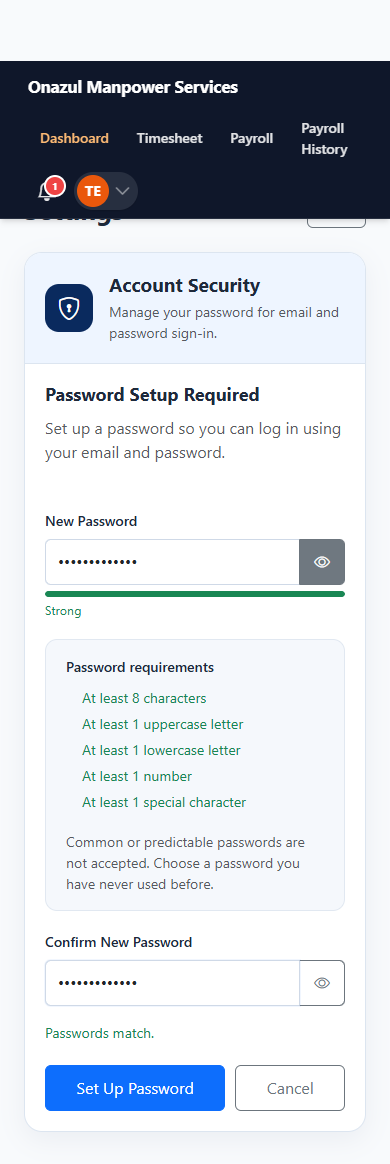 Onazul Manpower Services
Dashboard
Timesheet
Payroll
Payroll
History
1
TE
Settings
Account Security
Manage your password for email and
password sign-in.
Password Setup Required
Set up a password so you can log in using
your email and password.
New Password
•••••••••••••
Strong
Password requirements
At least 8 characters
At least 1 uppercase letter
At least 1 lowercase letter
At least 1 number
At least 1 special character
Common or predictable passwords are
not accepted. Choose a password you
have never used before.
Confirm New Password
•••••••••••••
Passwords match.
Set Up Password
Cancel